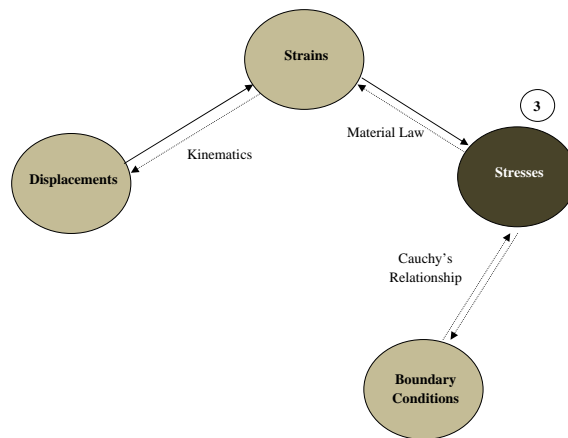 Strains
3
Material Law
Kinematics
Displacements
Stresses
Cauchy's
Relationship
Boundary
Conditions